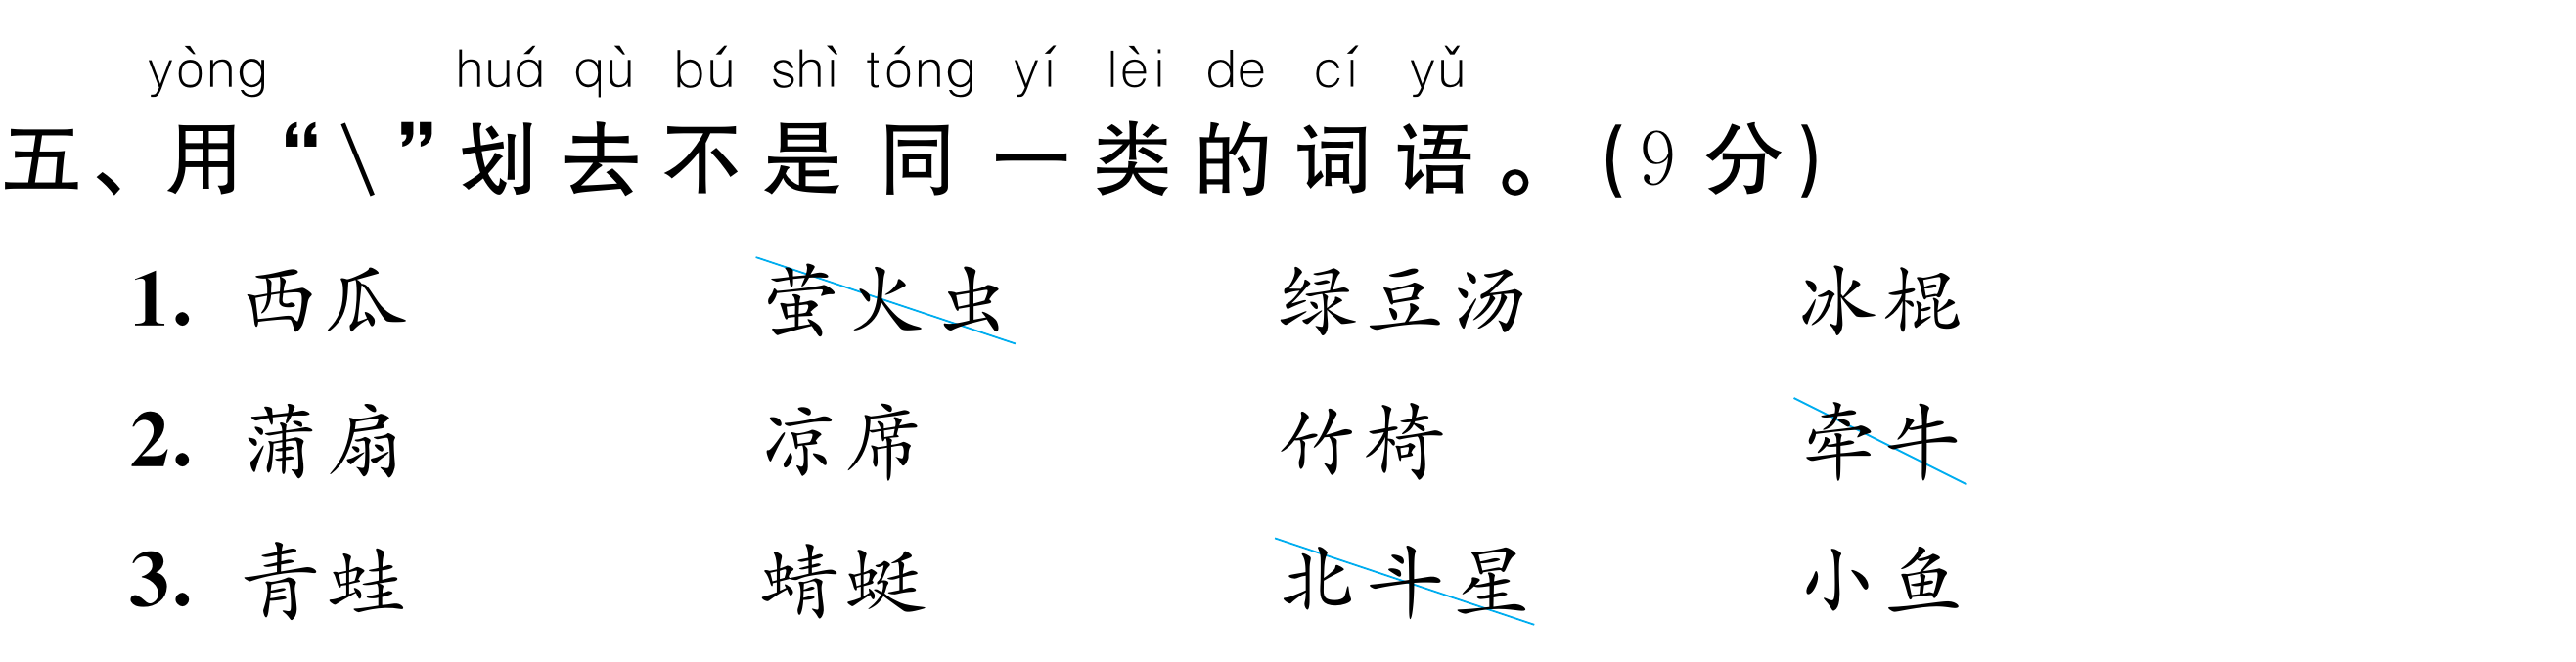 yòng huá qù bú shì tóng yí lèi de cí yǔ
五、用“\”划去不是同一类的词语。(9分)
1. 西瓜 萤火虫 绿豆汤 冰棍
2. 蒲扇 凉席 竹椅 牵牛
3. 青蛙 蜻蜓 北斗星 小鱼